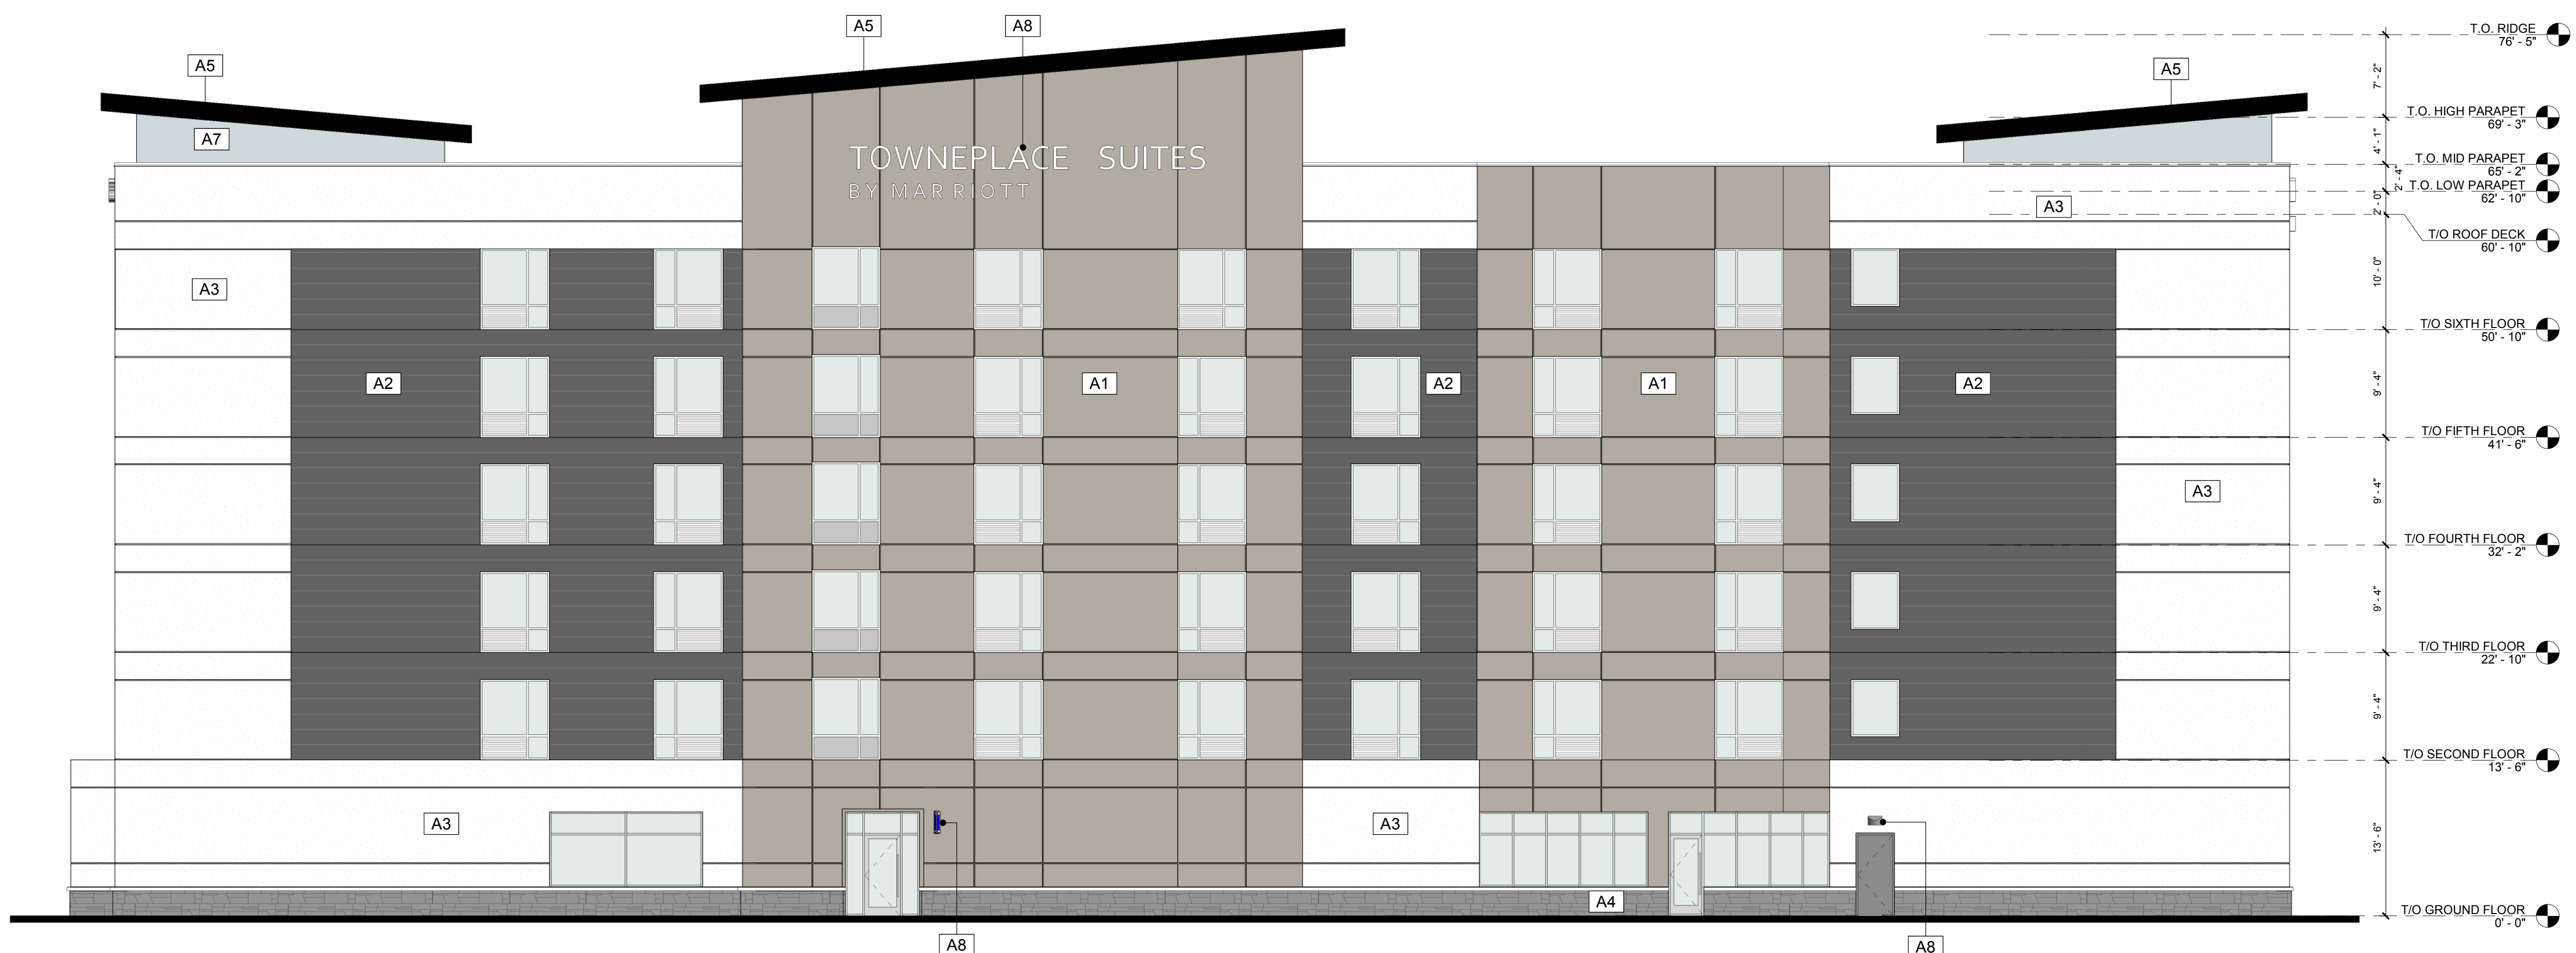 A5
A8
T.O. RIDGE
76' - 5"
A5
A5
7' - 2"
T.O. HIGH PARAPET
69' - 3"
A7
4' - 1"
TOWNEPLACE SUITES
T.O. MID PARAPET
65' - 2"
2' - 4"
BY MARRIOTT
T.O. LOW PARAPET
62' - 10"
2' - 0"
A3
T/O ROOF DECK
60' - 10"
A3
10' - 0"
T/O SIXTH FLOOR
50' - 10"
A2
A1
A2
A1
A2
9' - 4"
T/O FIFTH FLOOR
41' - 6"
A3
9' - 4"
T/O FOURTH FLOOR
32' - 2"
9' - 4"
T/O THIRD FLOOR
22' - 10"
9' - 4"
T/O SECOND FLOOR
13' - 6"
A3
A3
13' - 6"
A4
T/O GROUND FLOOR
0' - 0"
A8
A8